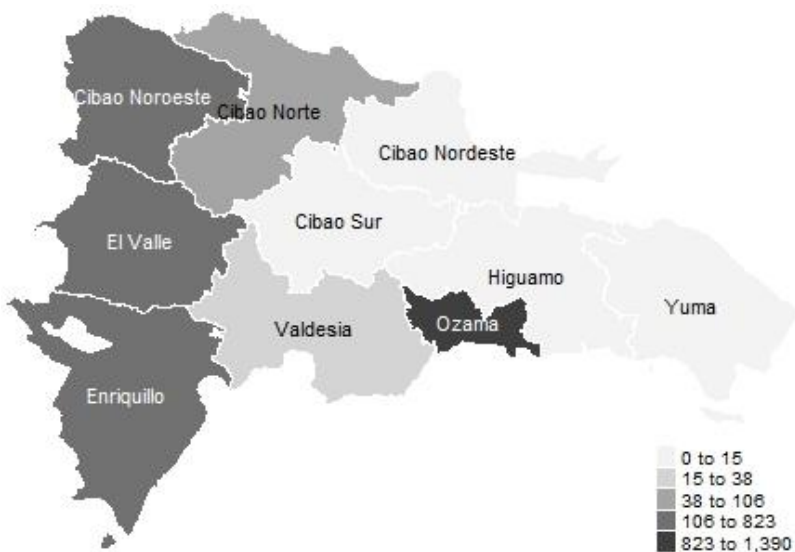 Cibao Noroeste
Cibao Norte
Cibao Nordeste
Cibao Sur
El Valle
Higuamo
Yuma
Ozama
Valdesia
Enriquillo
0 to 15
15 to 38
38 to 106
106 to 823
823 to 1,390